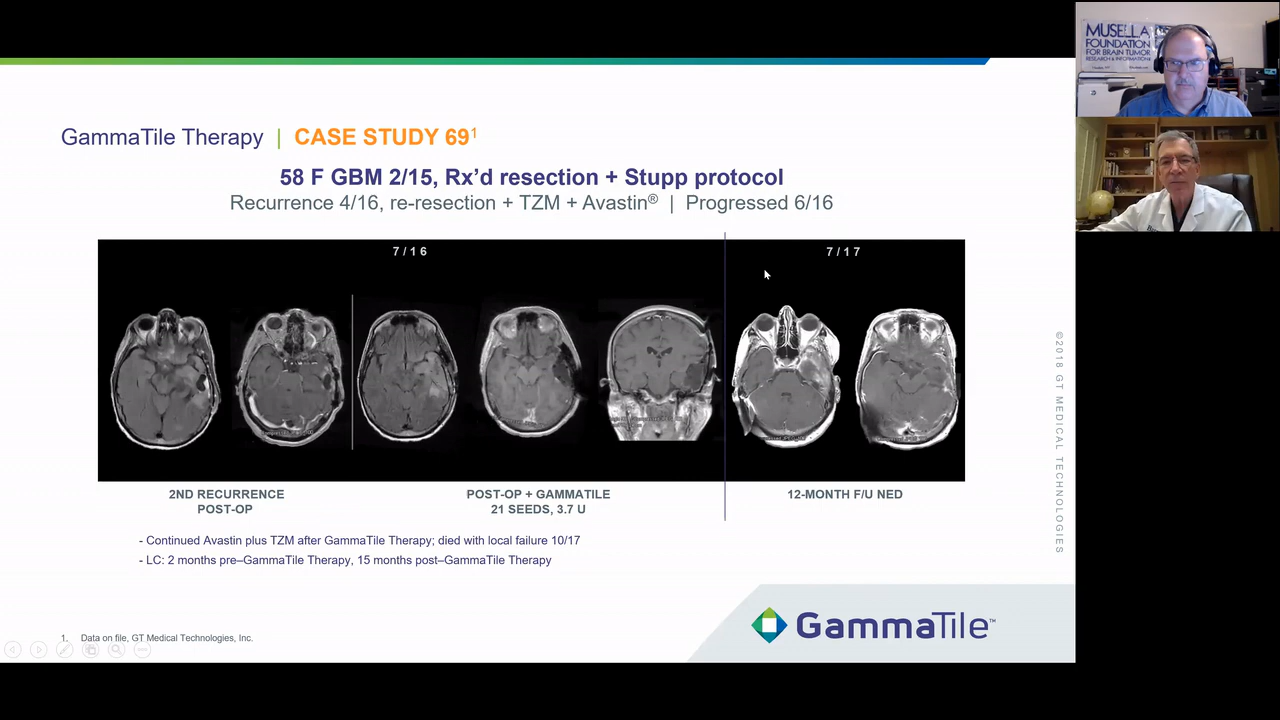 MUSELLA
FOUNDATION
FOR BRAIN TUMOR
RESEARCH & INFORMATION
GammaTile Therapy | CASE STUDY 69¹
58 F GBM 2/15, Rx'd resection + Stupp protocol
Recurrence 4/16, re-resection + TZM + Avastin® | Progressed 6/16
7/16
7/17
2ND RECURRENCE
POST-OP
POST-OP + GAMMATILE
21 SEEDS, 3.7 U
12-MONTH F/U NED
- Continued Avastin plus TZM after GammaTile Therapy; died with local failure 10/17
- LC: 2 months pre–GammaTile Therapy, 15 months post–GammaTile Therapy
©2018 GT MEDICAL TECHNOLOGIES
GammaTile™
1. Data on file, GT Medical Technologies, Inc.